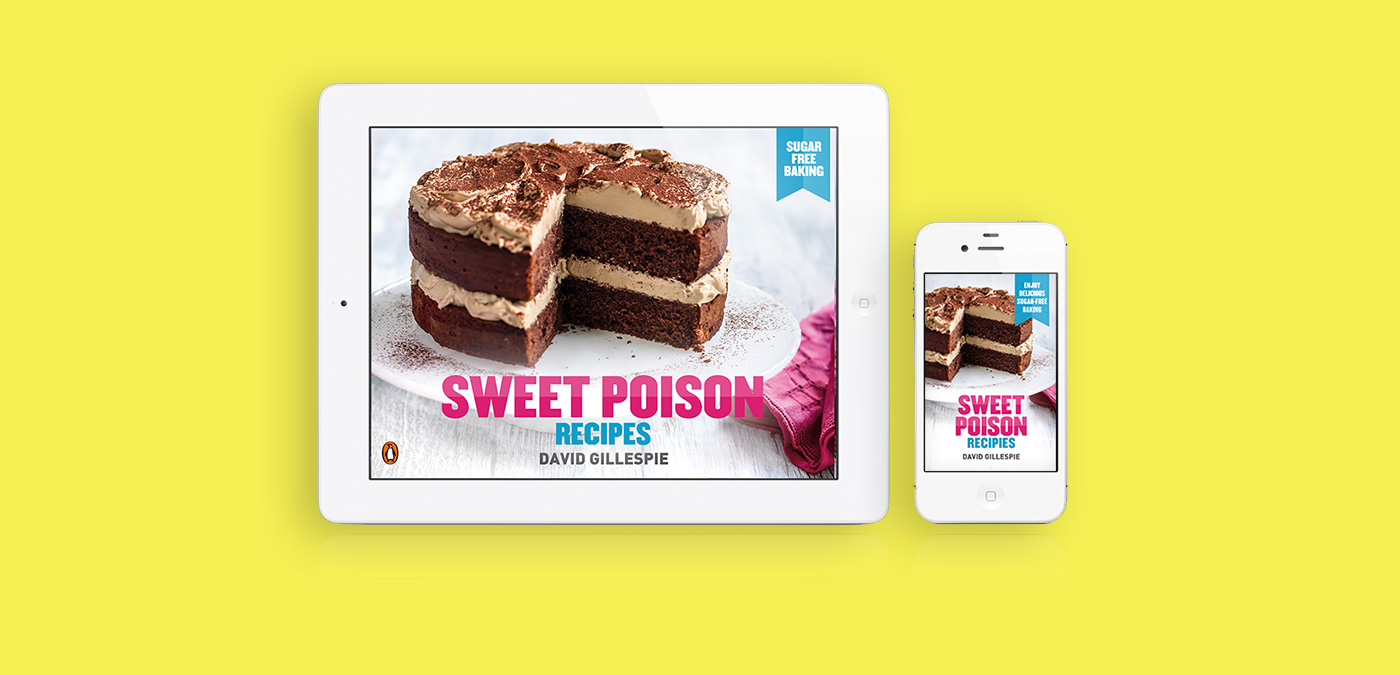 SUGAR
FREE
BAKING
SWEET POISON
RECIPES
DAVID GILLESPIE
ENJOY
DELICIOUS
SUGAR-FREE
BAKING
SWEET
POISON
RECIPIES
DAVID GILLESPIE